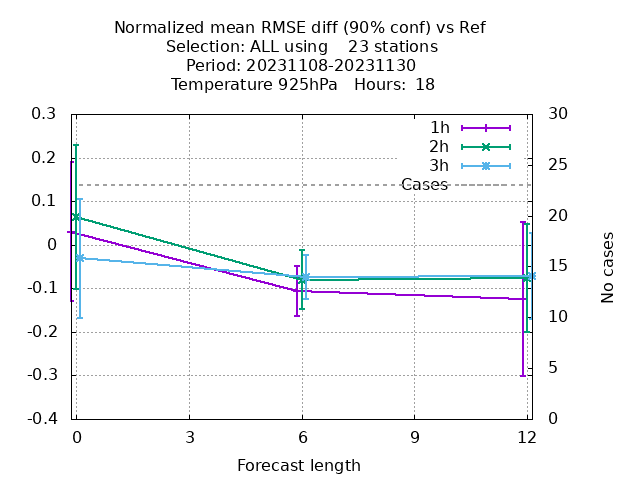 Normalized mean RMSE diff (90% conf) vs Ref
Selection: ALL using    23 stations
Period: 20231108-20231130
Temperature 925hPa   Hours:  18
0.3
0.2
0.1
0
-0.1
-0.2
-0.3
-0.4
30
25
20
15
10
5
0
1h
2h
3h
Cases
No cases
0
3
6
9
12
Forecast length